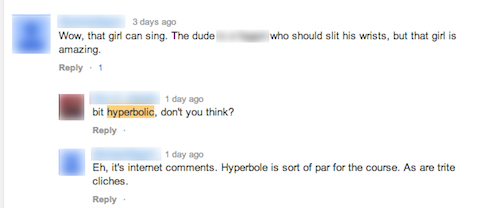 3 days ago
Wow, that girl can sing. The dude who should slit his wrists, but that girl is
amazing.
Reply · 1
1 day ago
bit hyperbolic, don't you think?
Reply ·
1 day ago
Eh, it's internet comments. Hyperbole is sort of par for the course. As are trite
cliches.
Reply ·